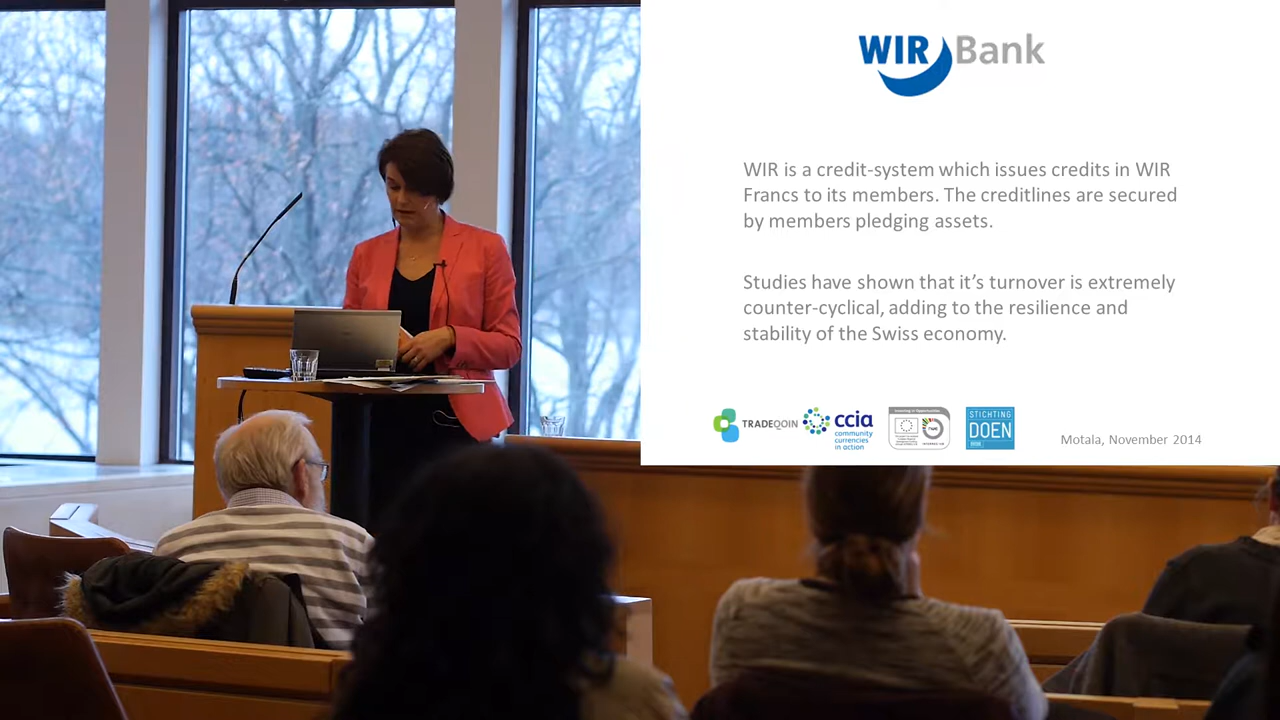 WIR Bank
WIR is a credit-system which issues credits in WIR
Francs to its members. The creditlines are secured
by members pledging assets.
Studies have shown that it's turnover is extremely
counter-cyclical, adding to the resilience and
stability of the Swiss economy.
TRADEQOIN
ccia
community
currencies
in action
STICHTING
DOEN
Motala, November 2014